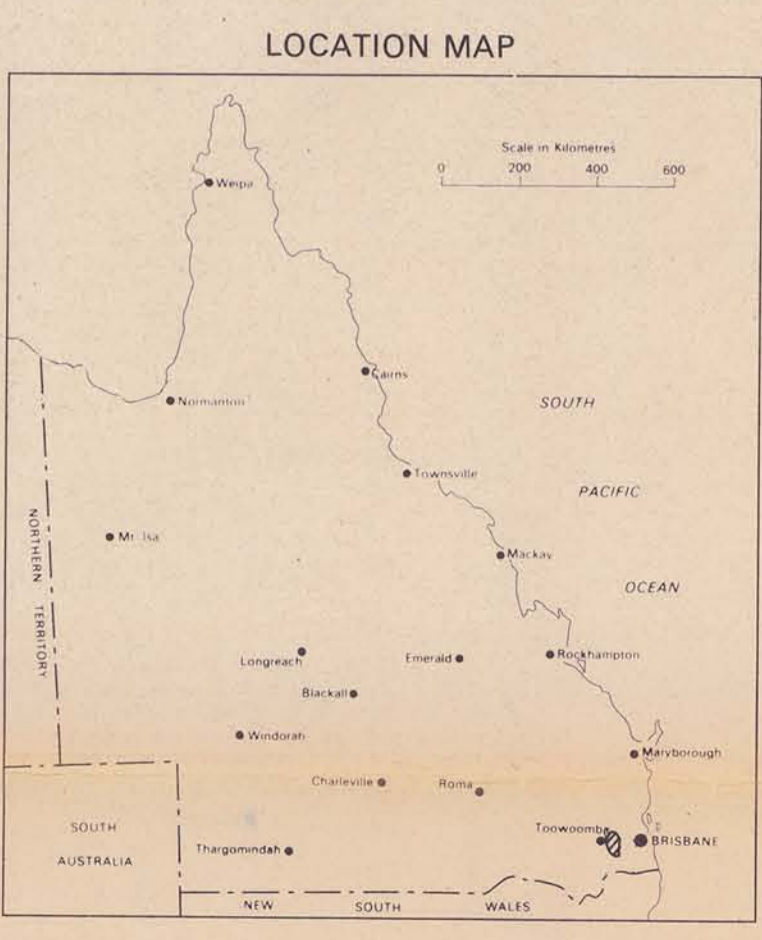 LOCATION MAP
Scale in Kilometres
0 200 400 600
Weipa
Cairns
Normanton
SOUTH
Townsville
PACIFIC
NORTHERN TERRITORY
Mt. Isa
Mackay
OCEAN
Longreach
Emerald
Rockhampton
Blackall
Windorah
Maryborough
Charleville
Roma
SOUTH
AUSTRALIA
Toowoomba
BRISBANE
Thargomindah
NEW SOUTH WALES